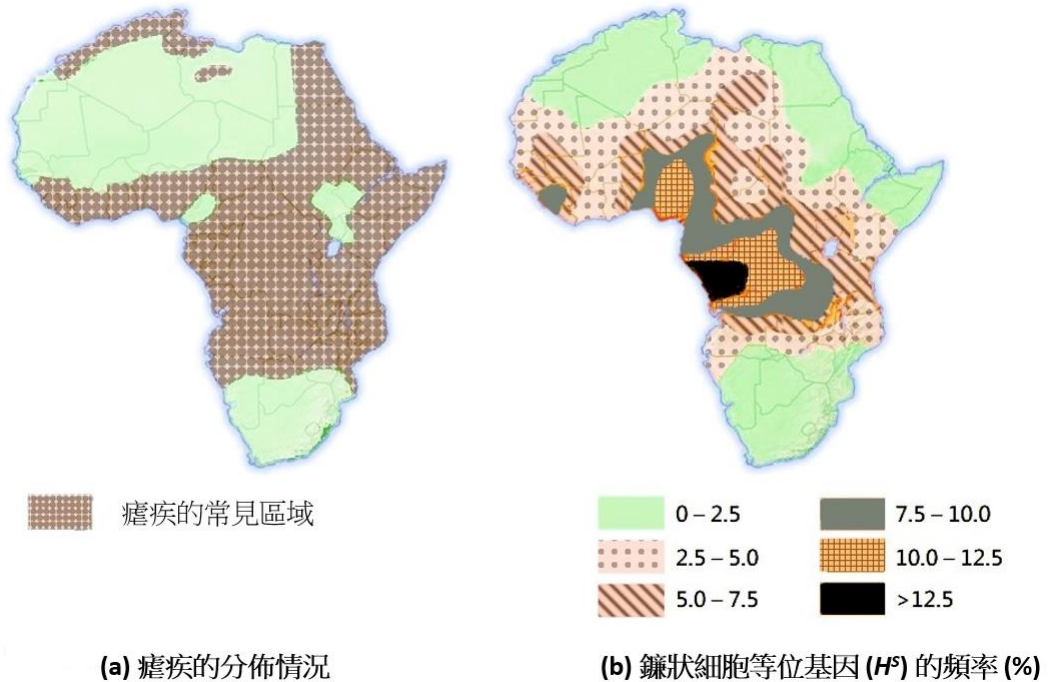 瘧疾的常見區域
0 – 2.5
7.5 – 10.0
2.5 – 5.0
10.0 – 12.5
5.0 – 7.5
>12.5
(a) 瘧疾的分佈情況
(b) 鐮狀細胞等位基因 (Hˢ) 的頻率 (%)